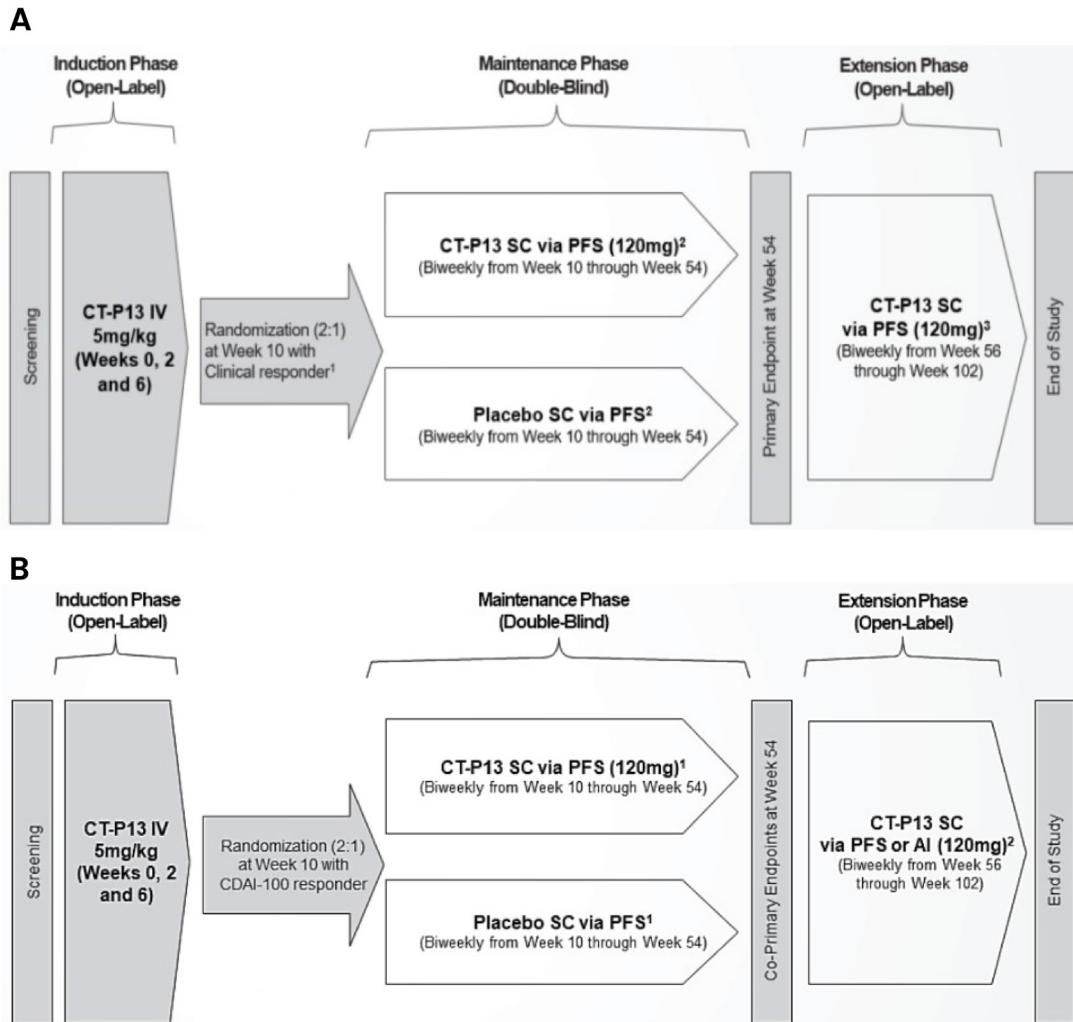 A
Induction Phase
(Open-Label)
Maintenance Phase
(Double-Blind)
Extension Phase
(Open-Label)
Screening
CT-P13 IV
5mg/kg
(Weeks 0, 2
and 6)
Randomization (2:1)
at Week 10 with
Clinical responder¹
CT-P13 SC via PFS (120mg)²
(Biweekly from Week 10 through Week 54)
Placebo SC via PFS²
(Biweekly from Week 10 through Week 54)
Primary Endpoint at Week 54
CT-P13 SC
via PFS (120mg)³
(Biweekly from Week 56
through Week 102)
End of Study
B
Induction Phase
(Open-Label)
Maintenance Phase
(Double-Blind)
Extension Phase
(Open-Label)
Screening
CT-P13 IV
5mg/kg
(Weeks 0, 2
and 6)
Randomization (2:1)
at Week 10 with
CDAI-100 responder
CT-P13 SC via PFS (120mg)¹
(Biweekly from Week 10 through Week 54)
Placebo SC via PFS¹
(Biweekly from Week 10 through Week 54)
Co-Primary Endpoints at Week 54
CT-P13 SC
via PFS or AI (120mg)²
(Biweekly from Week 56
through Week 102)
End of Study